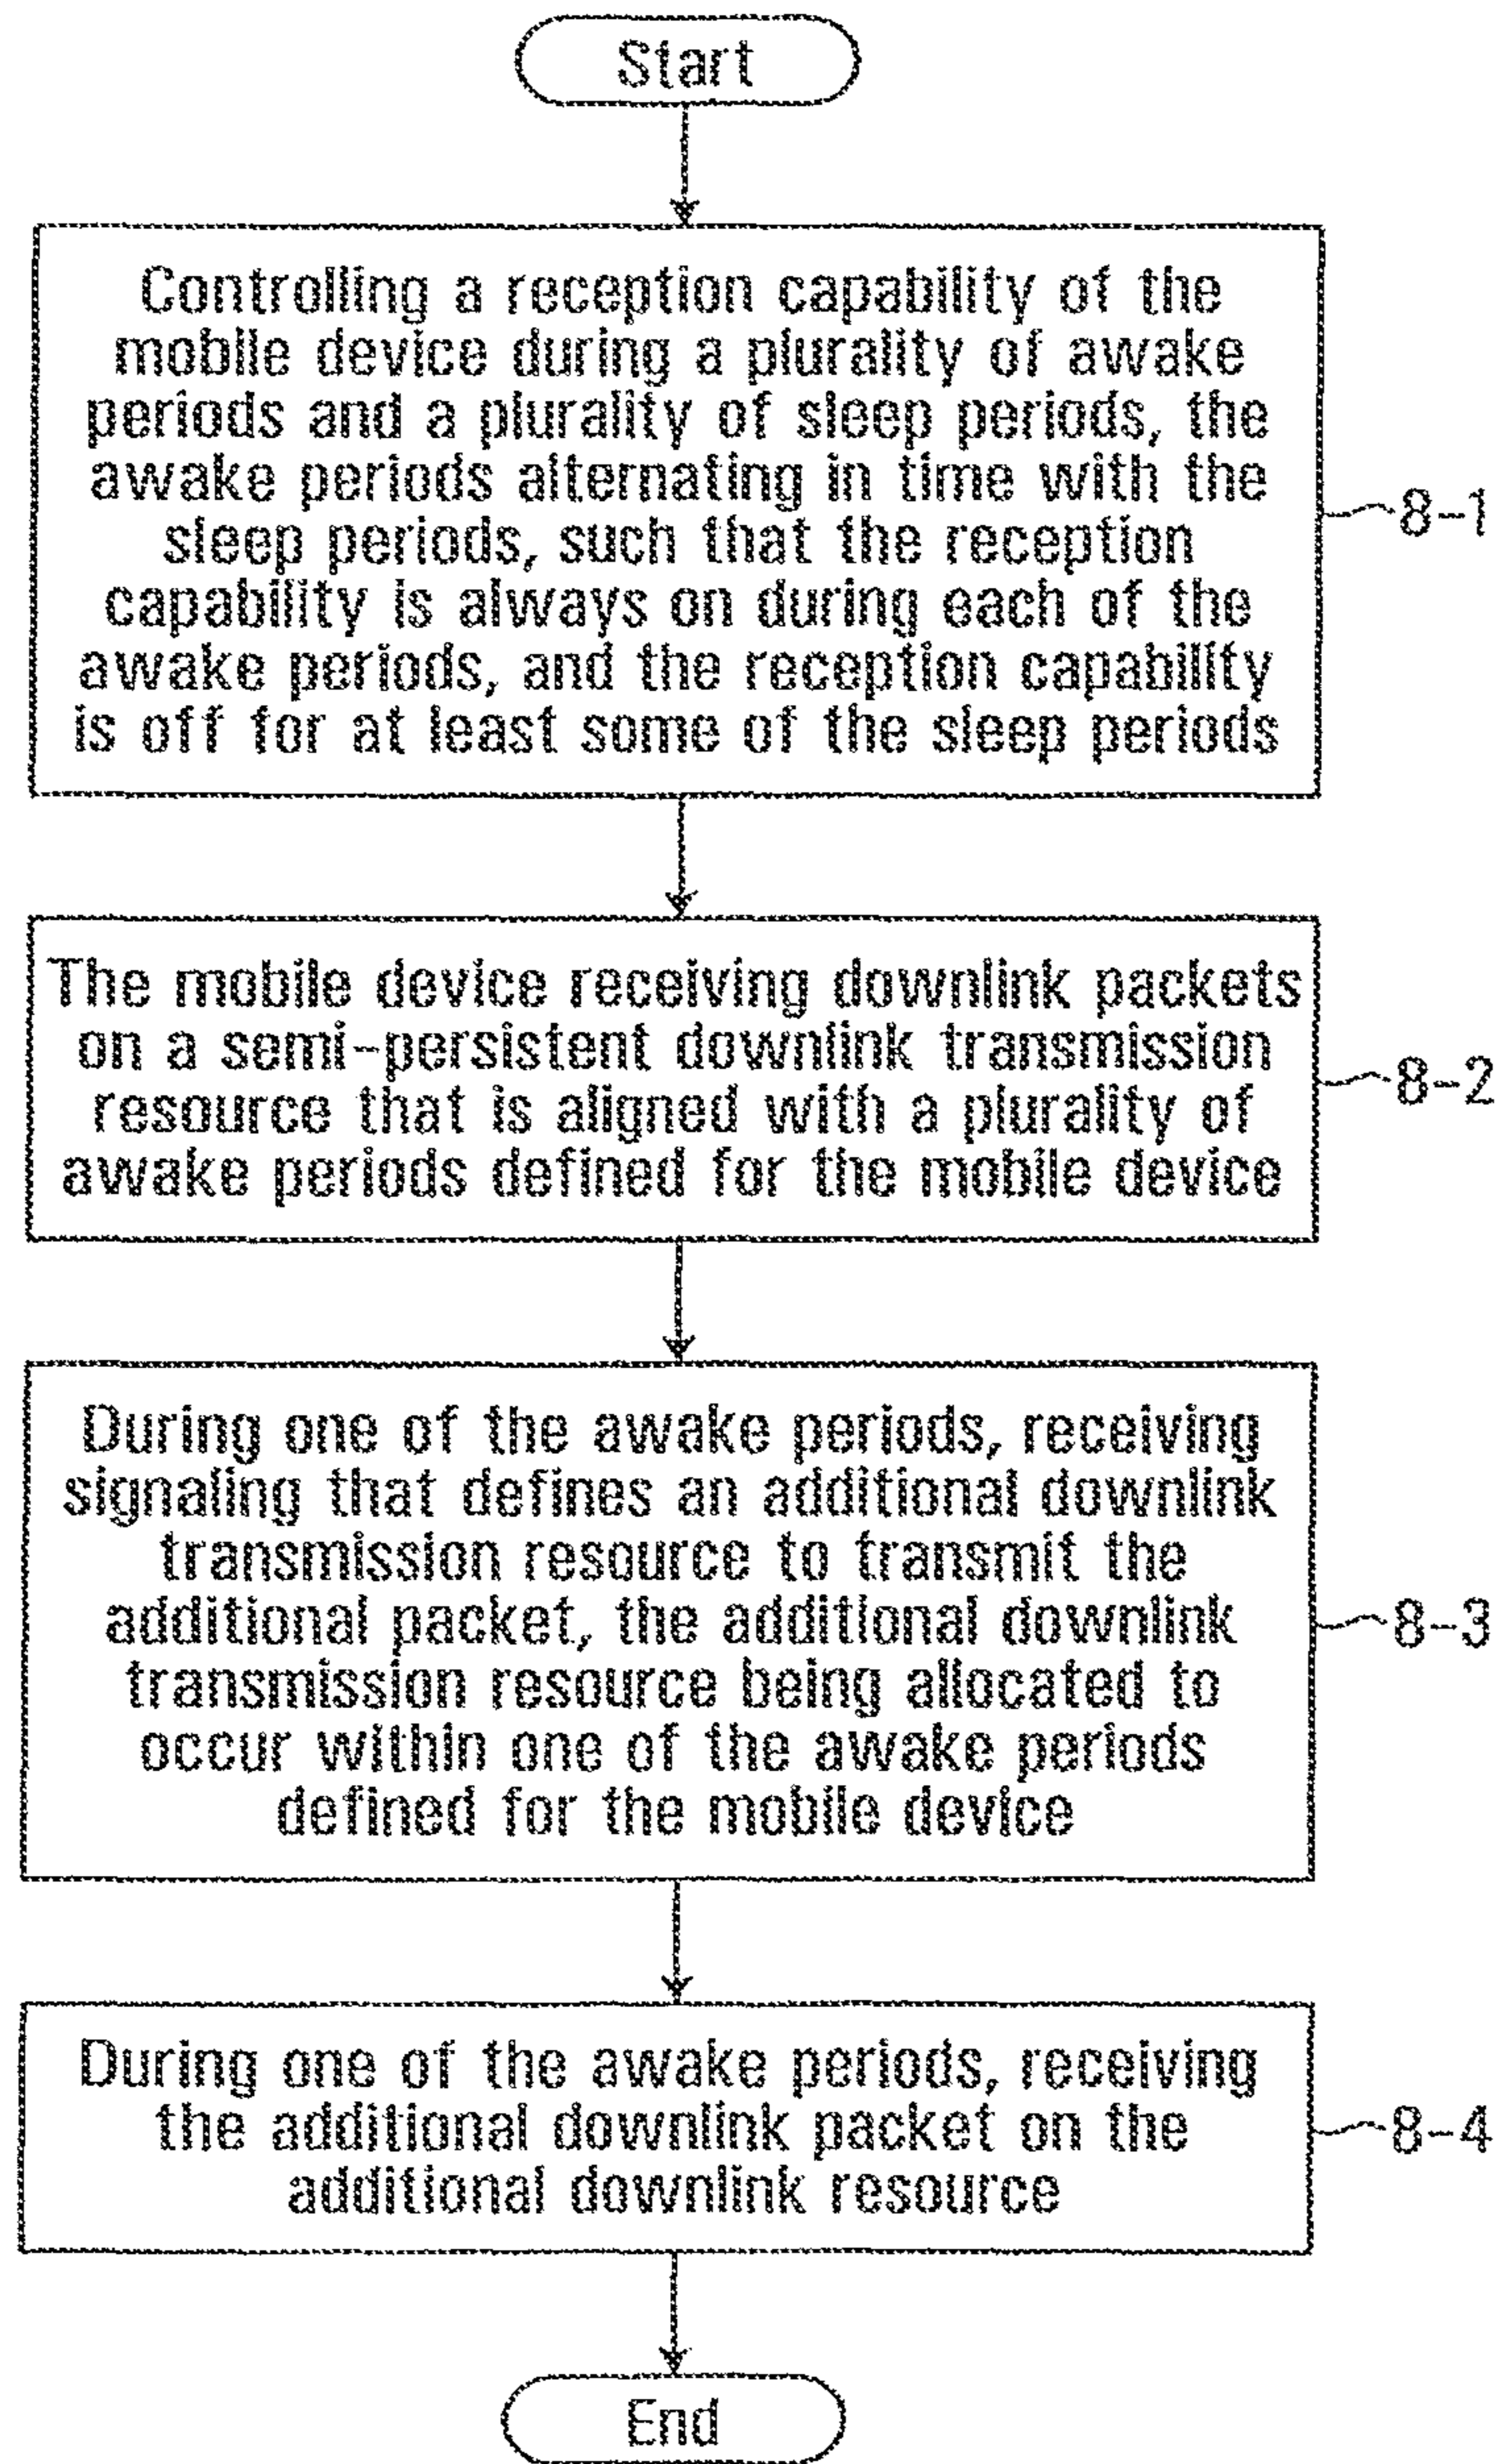 Start
Controlling a reception capability of the
mobile device during a plurality of awake
periods and a plurality of sleep periods, the
awake periods alternating in time with the
sleep periods, such that the reception
capability is always on during each of the
awake periods, and the reception capability
is off for at least some of the sleep periods
8-1
The mobile device receiving downlink packets
on a semi-persistent downlink transmission
resource that is aligned with a plurality of
awake periods defined for the mobile device
8-2
During one of the awake periods, receiving
signaling that defines an additional downlink
transmission resource to transmit the
additional packet, the additional downlink
transmission resource being allocated to
occur within one of the awake periods
defined for the mobile device
8-3
During one of the awake periods, receiving
the additional downlink packet on the
additional downlink resource
8-4
End